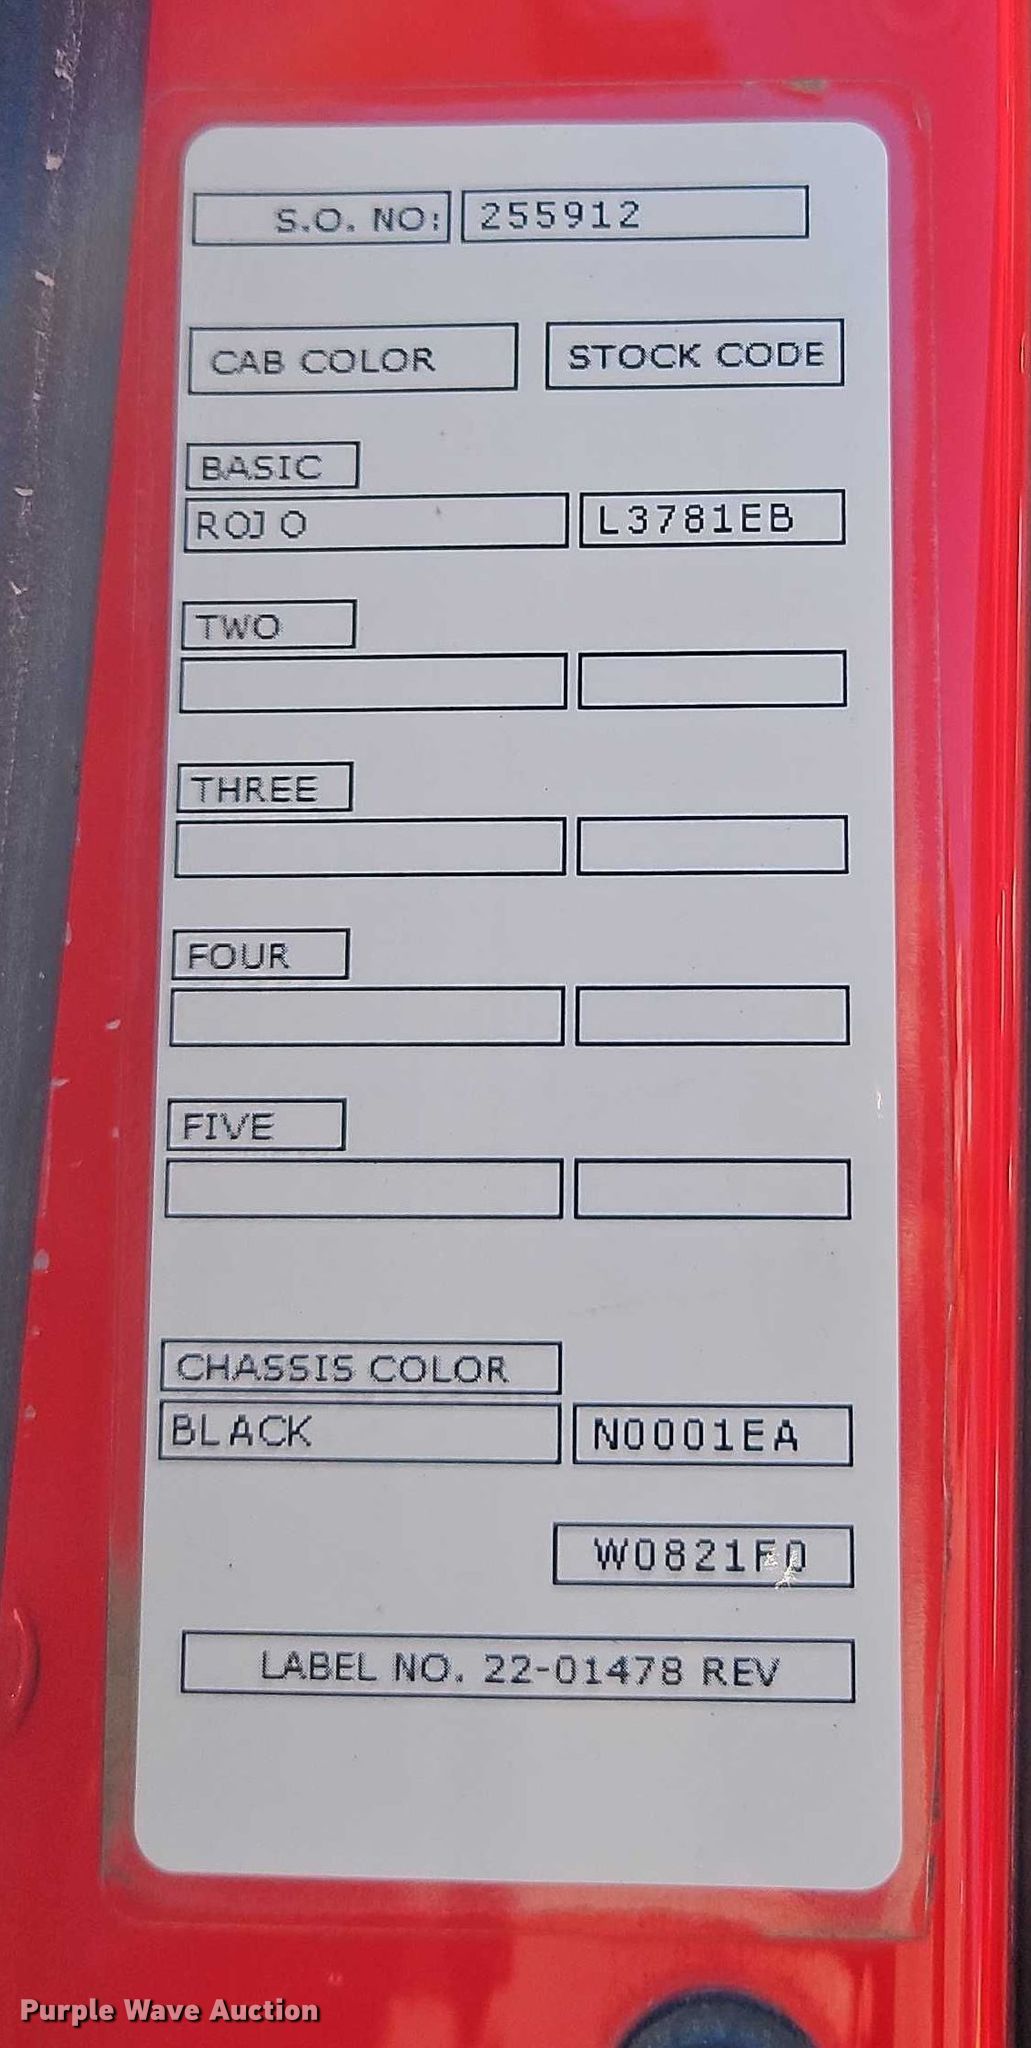 S.O. NO: 255912
CAB COLOR STOCK CODE
BASIC
ROJO L3781EB
TWO
THREE
FOUR
FIVE
CHASSIS COLOR
BLACK N0001EA
W0821F0
LABEL NO. 22-01478 REV
Purple Wave Auction